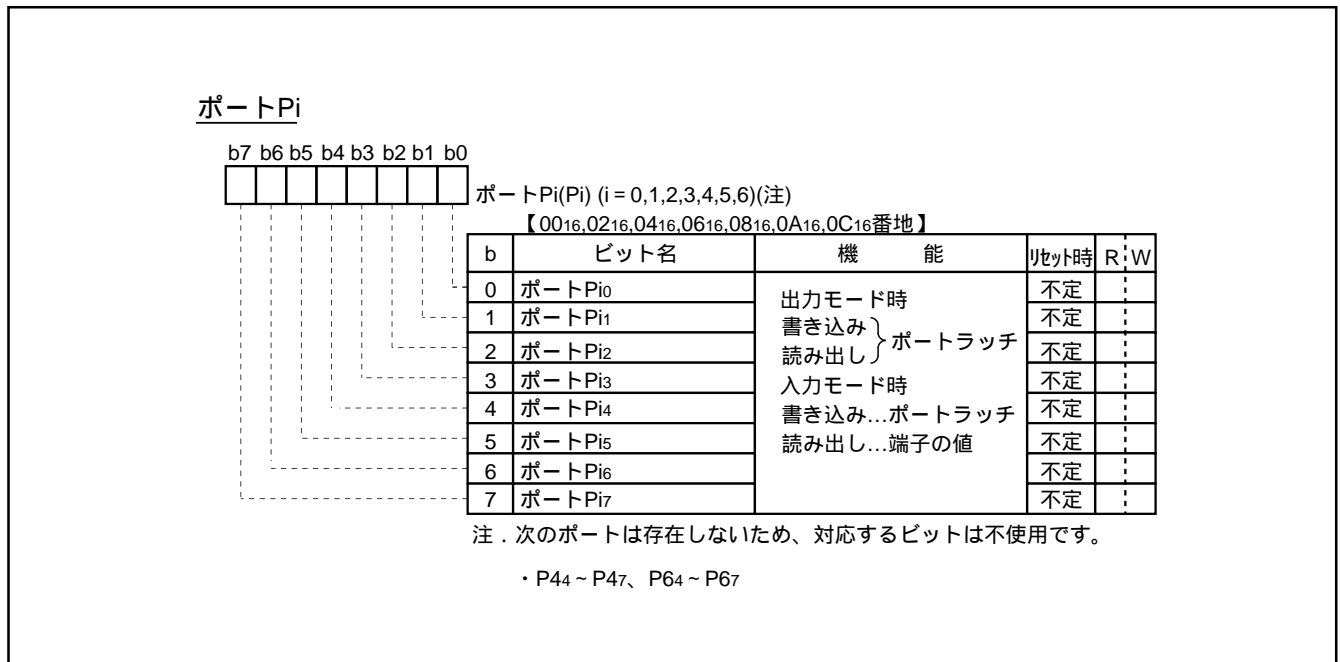 ポートPi
b7 b6 b5 b4 b3 b2 b1 b0
ポートPi(Pi) (i = 0,1,2,3,4,5,6)(注)
【0016,0216,0416,0616,0816,0A16,0C16番地】
b ビット名 機 能 リセット時 R W
0 ポートPi0 不定
1 ポートPi1 不定
2 ポートPi2 不定
3 ポートPi3 不定
4 ポートPi4 不定
5 ポートPi5 不定
6 ポートPi6 不定
7 ポートPi7 不定
出力モード時
書き込み
読み出し ポートラッチ
入力モード時
書き込み…ポートラッチ
読み出し…端子の値
注．次のポートは存在しないため、対応するビットは不使用です。
・P44～P47、P64～P67